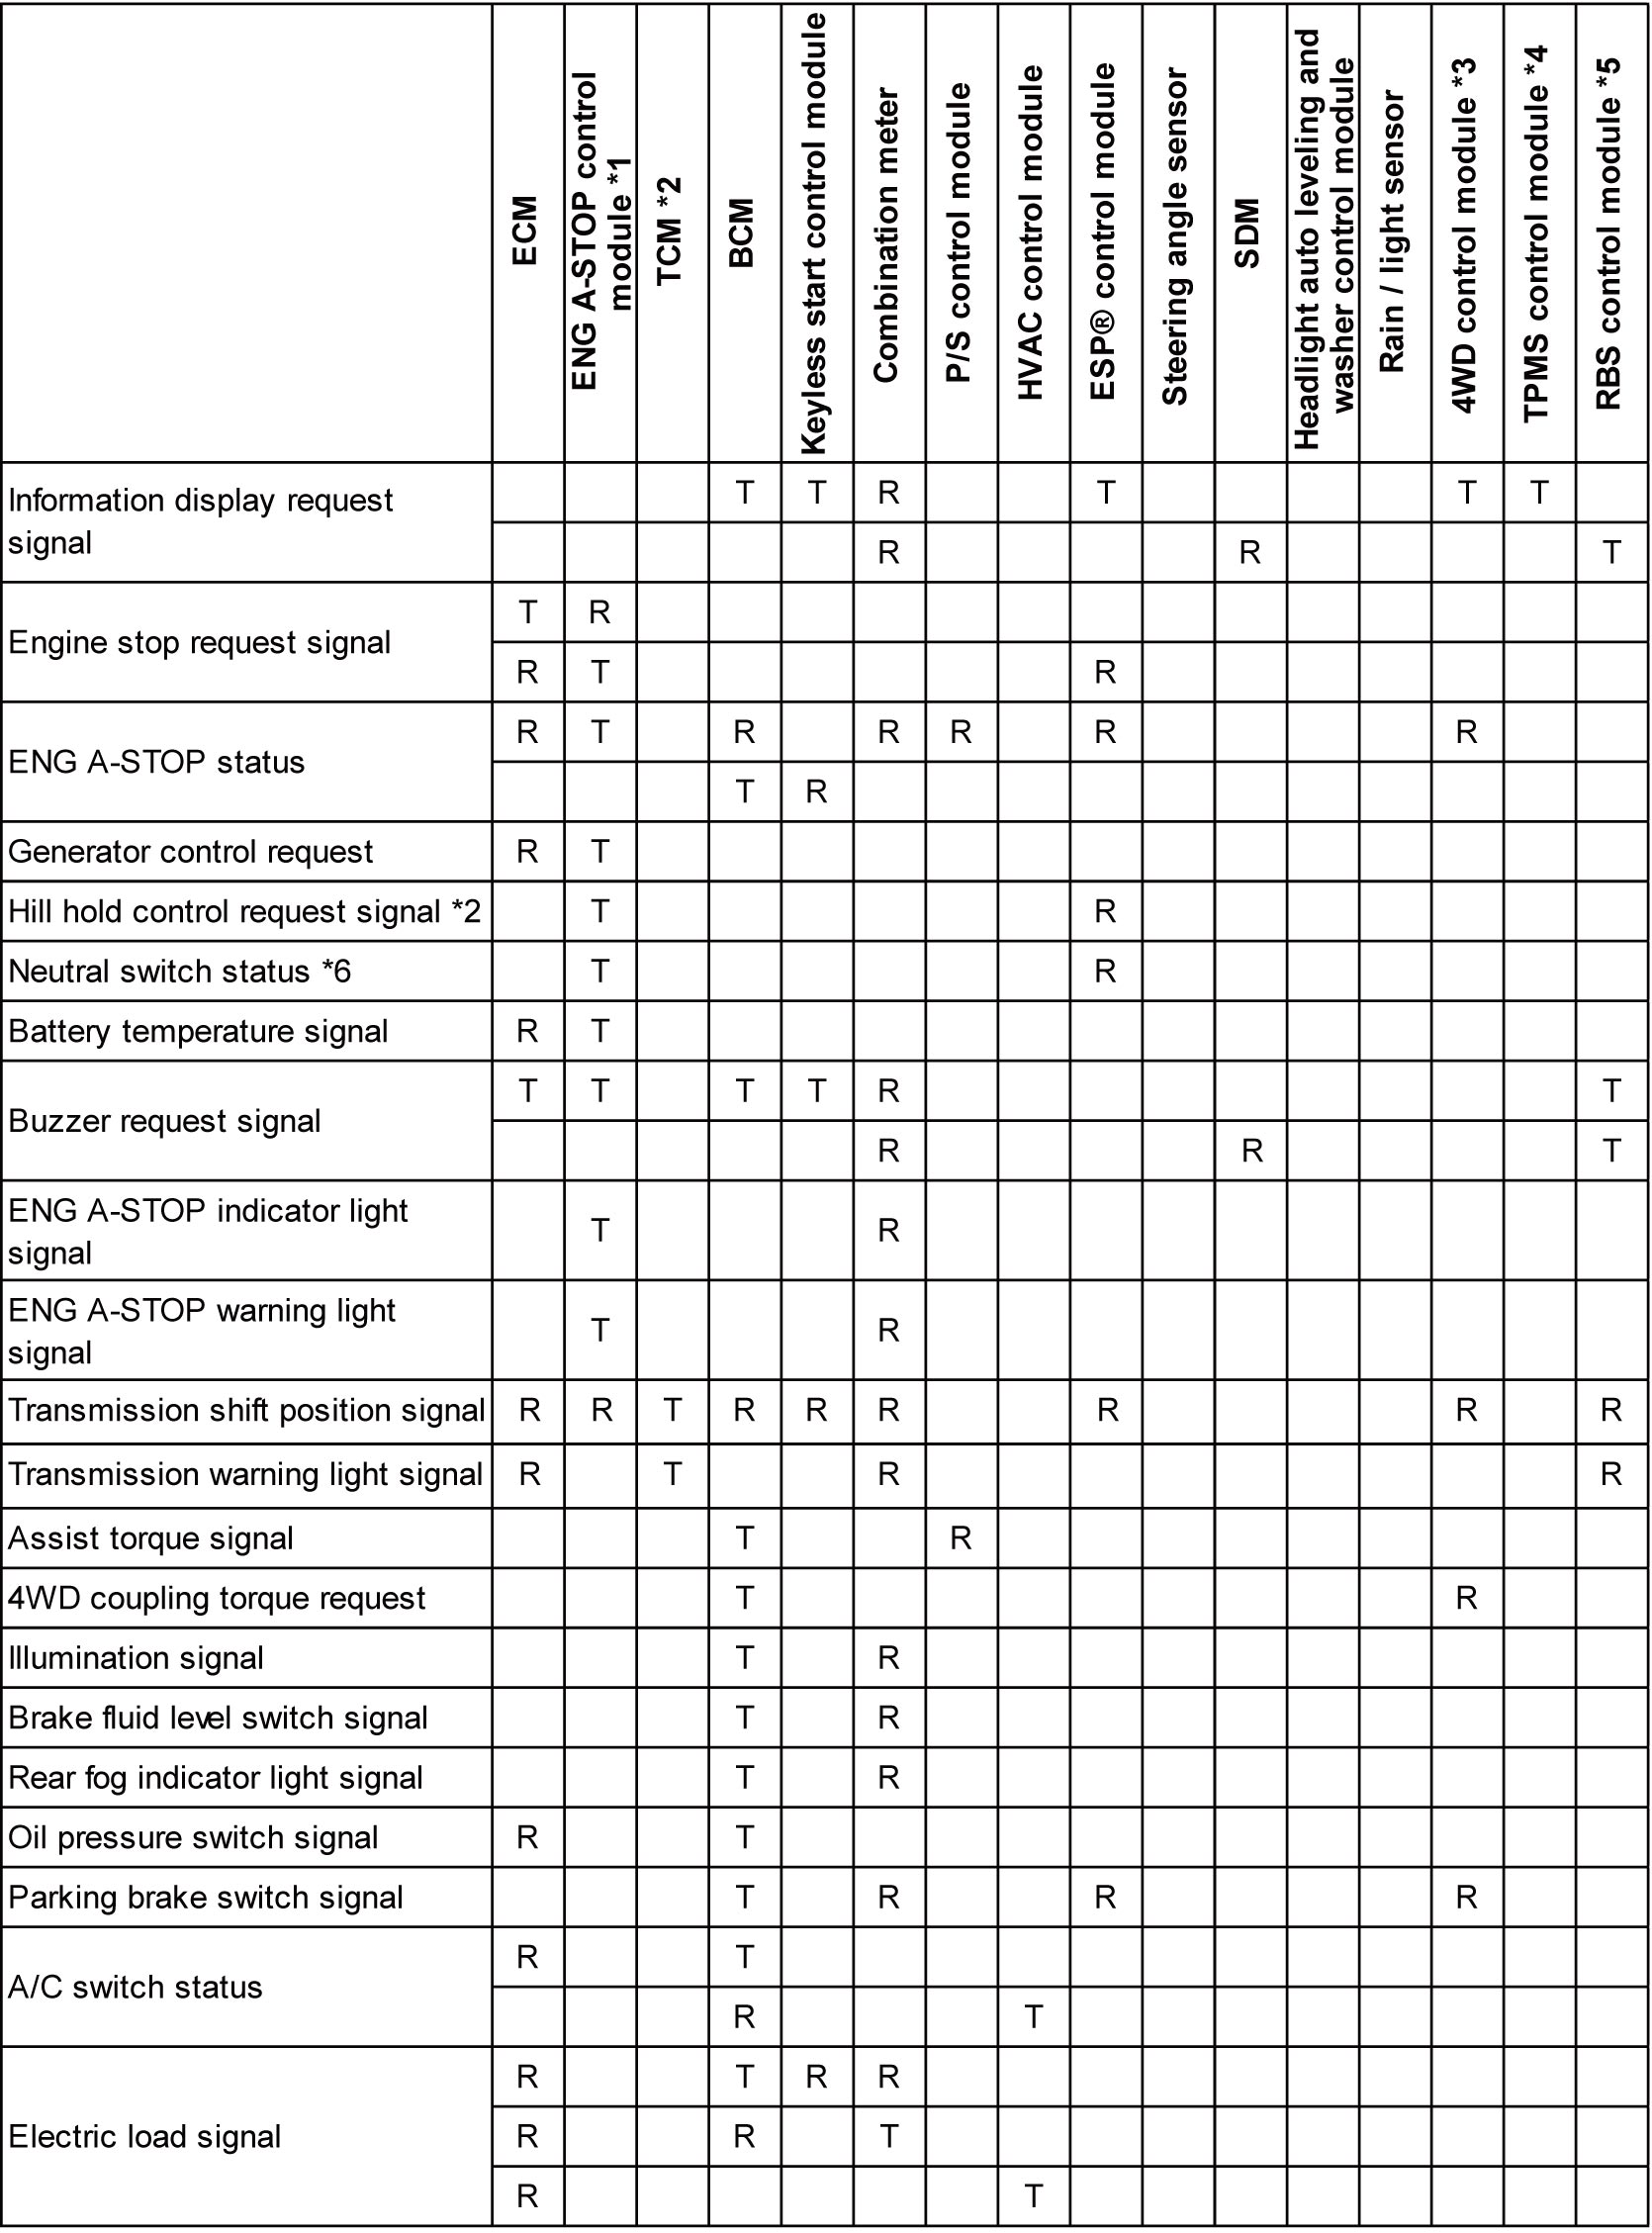 ECM
ENG A-STOP control
module *1
TCM *2
BCM
Keyless start control module
Combination meter
P/S control module
HVAC control module
ESP® control module
Steering angle sensor
SDM
Headlight auto leveling and
washer control module
Rain / light sensor
4WD control module *3
TPMS control module *4
RBS control module *5
Information display request
signal
T T R T T T
R R T
Engine stop request signal
T R
R T R
ENG A-STOP status
R T R R R R R
T R
Generator control request R T
Hill hold control request signal *2 T R
Neutral switch status *6 T R
Battery temperature signal R T
Buzzer request signal
T T T T R T
R R T
ENG A-STOP indicator light
signal
T R
ENG A-STOP warning light
signal
T R
Transmission shift position signal R R T R R R R R R
Transmission warning light signal R T R R
Assist torque signal T R
4WD coupling torque request T R
Illumination signal T R
Brake fluid level switch signal T R
Rear fog indicator light signal T R
Oil pressure switch signal R T
Parking brake switch signal T R R R
A/C switch status
R T
R T
Electric load signal
R T R R
R R T
R T